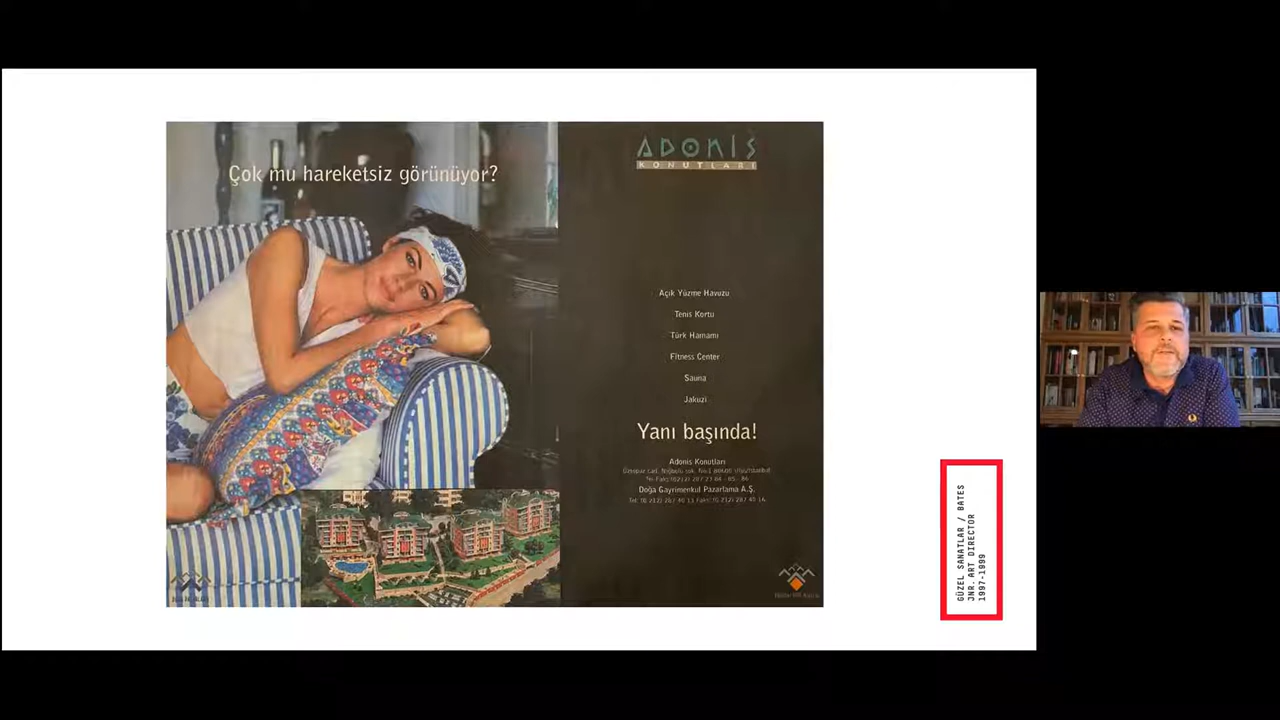 Çok mu hareketsiz görünüyor?
ADONİS
KONUTLARI
Açık Yüzme Havuzu
Tenis Kortu
Türk Hamamı
Fitness Center
Sauna
Jakuzi
Yanı başında!
Adonis Konutları
Doğa Gayrimenkul Pazarlama A.Ş.
GÜZEL SANATLAR / BATES
JNR. ART DIRECTOR
1997-1999